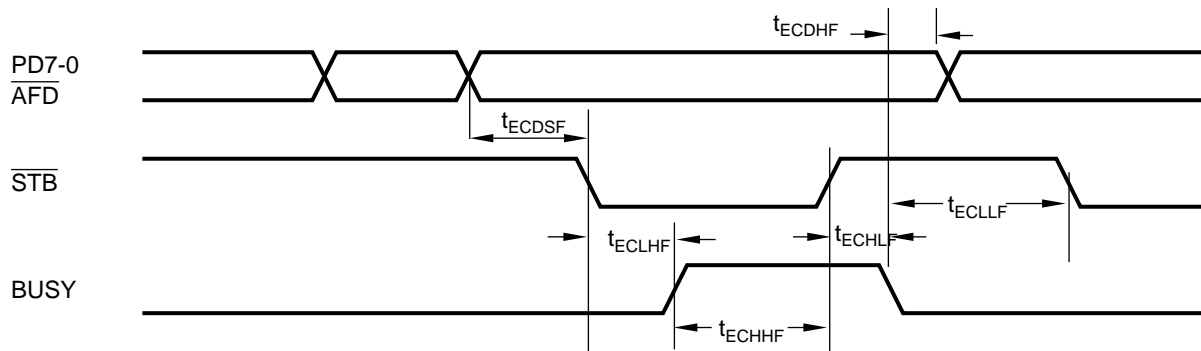 tECDHF
PD7-0
AFD
tECDSF
STB
tECLLF
tECLHF
tECHLF
BUSY
tECHHF